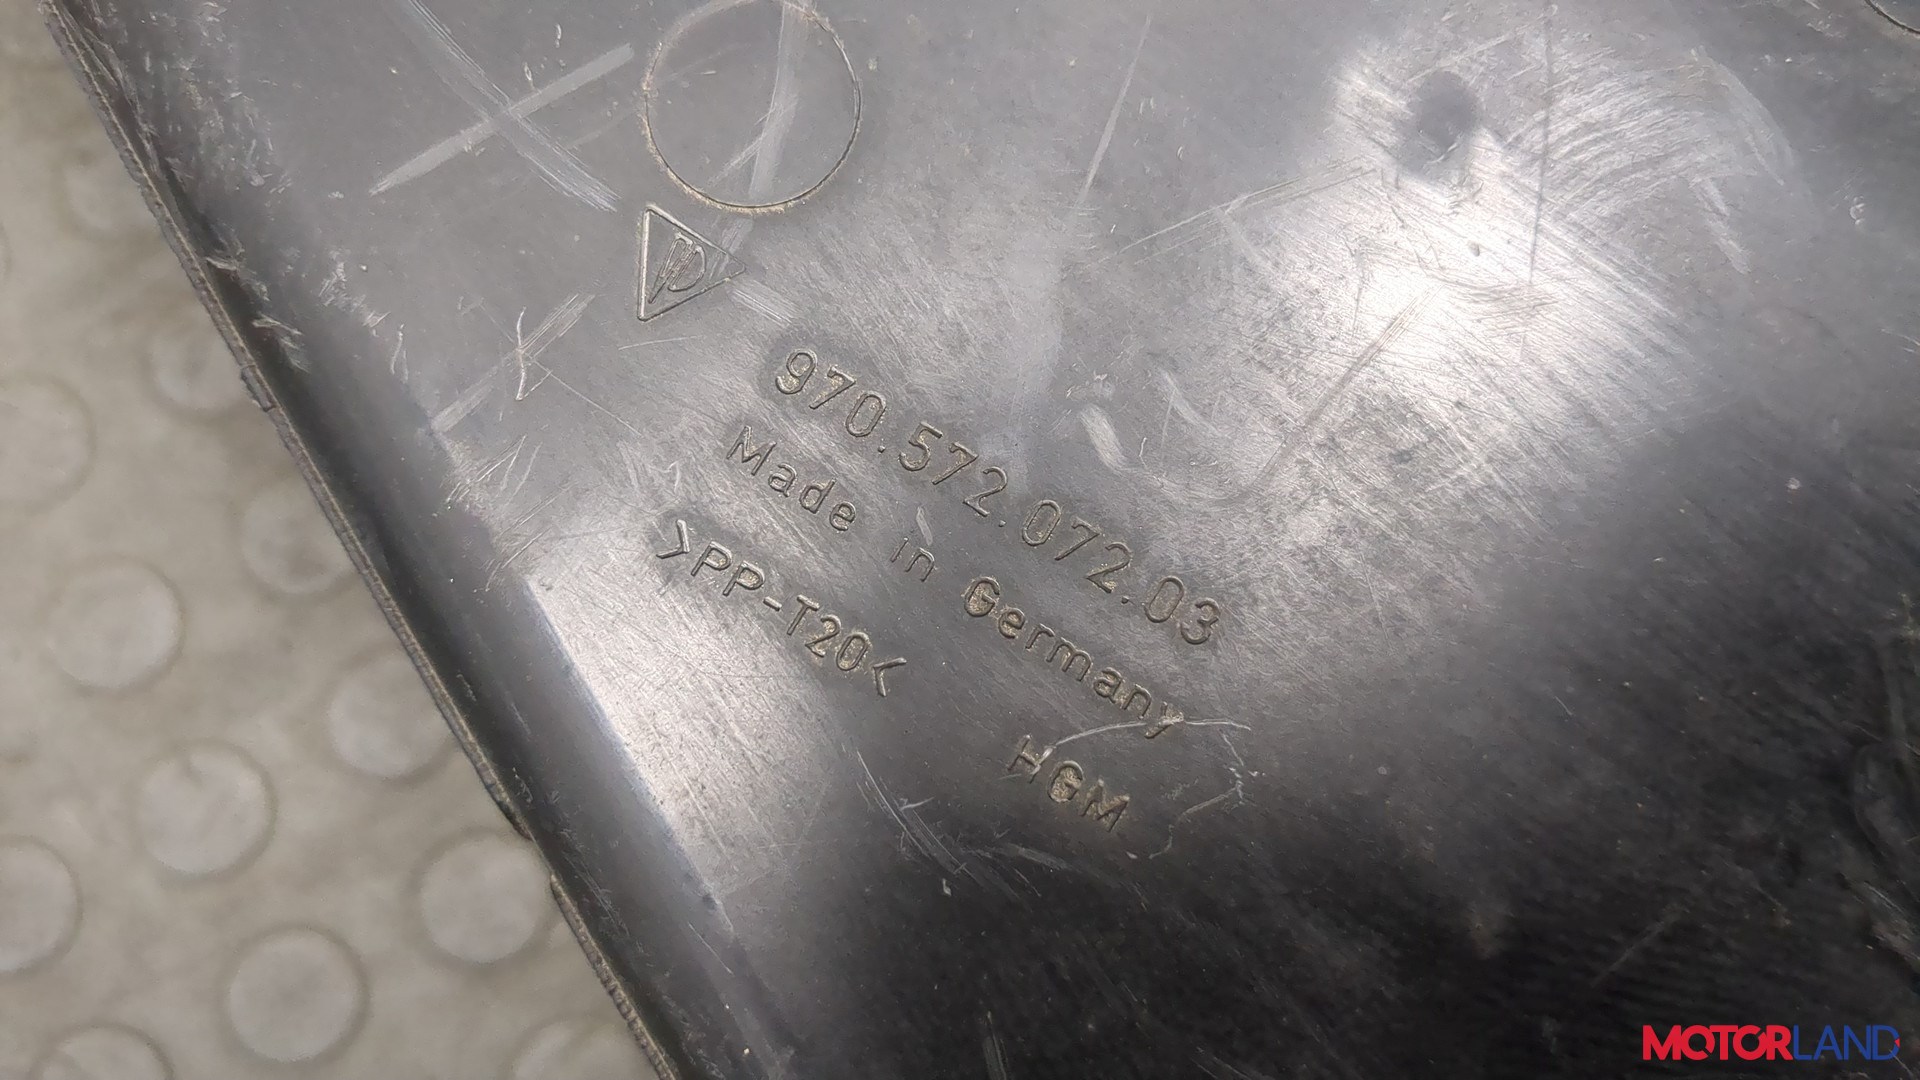 970.572.072.03
Made in Germany
>PP-T20<
HGM
MOTORLAND